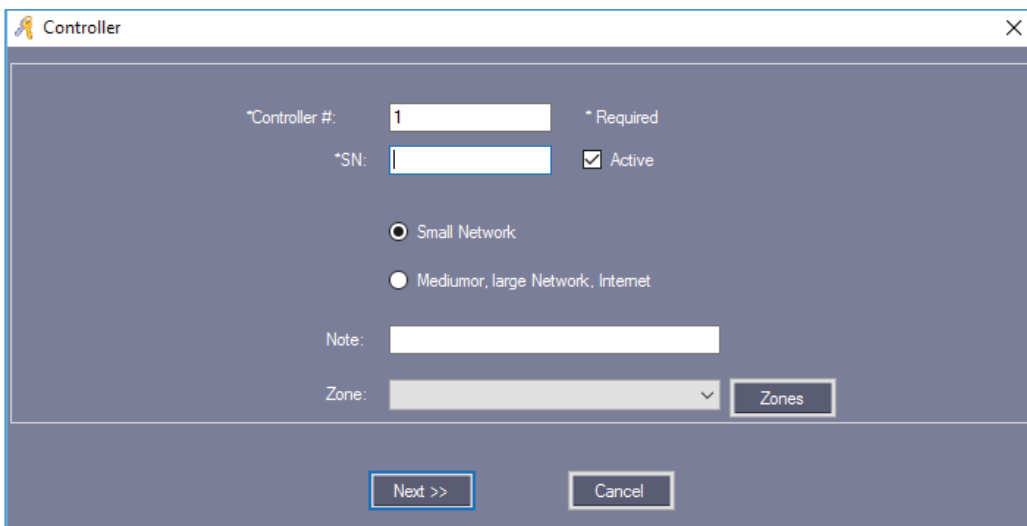 Controller
*Controller #: 1 * Required
*SN: Active
Small Network
Mediumor, large Network, Internet
Note:
Zone: Zones
Next >> Cancel